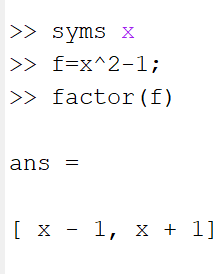 >> syms x
>> f=x^2-1;
>> factor(f)
ans =
[ x - 1, x + 1]